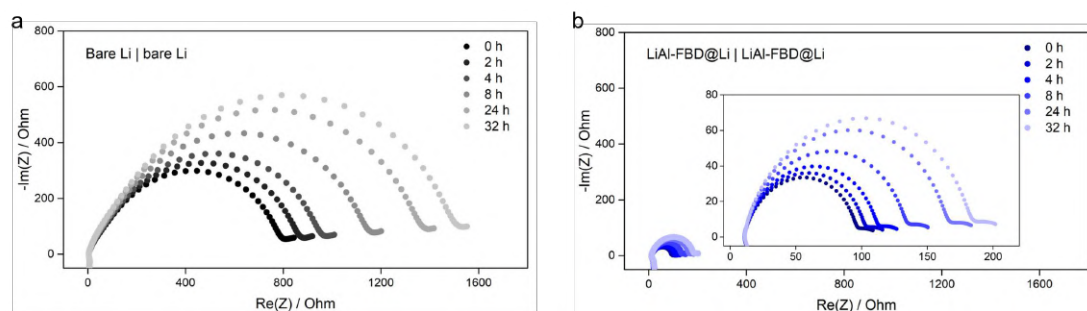 a
Bare Li | bare Li
0 h
2 h
4 h
8 h
24 h
32 h
800
600
400
200
0
-Im(Z) / Ohm
0 400 800 1200 1600
Re(Z) / Ohm
b
LiAl-FBD@Li | LiAl-FBD@Li
0 h
2 h
4 h
8 h
24 h
32 h
800
600
400
200
0
-Im(Z) / Ohm
80
60
40
20
0
0 50 100 150 200
0 400 800 1200 1600
Re(Z) / Ohm